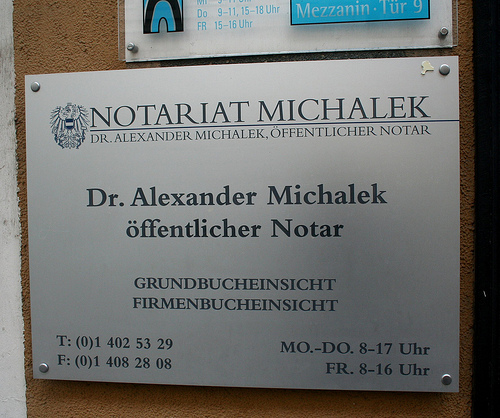 Do 9-11, 15-18 Uhr
FR 15-16 Uhr
Mezzanin · Tür 9
NOTARIAT MICHALEK
DR. ALEXANDER MICHALEK, ÖFFENTLICHER NOTAR
Dr. Alexander Michalek
öffentlicher Notar
GRUNDBUCHEINSICHT
FIRMENBUCHEINSICHT
T: (0)1 402 53 29
F: (0)1 408 28 08
MO.-DO. 8-17 Uhr
FR. 8-16 Uhr